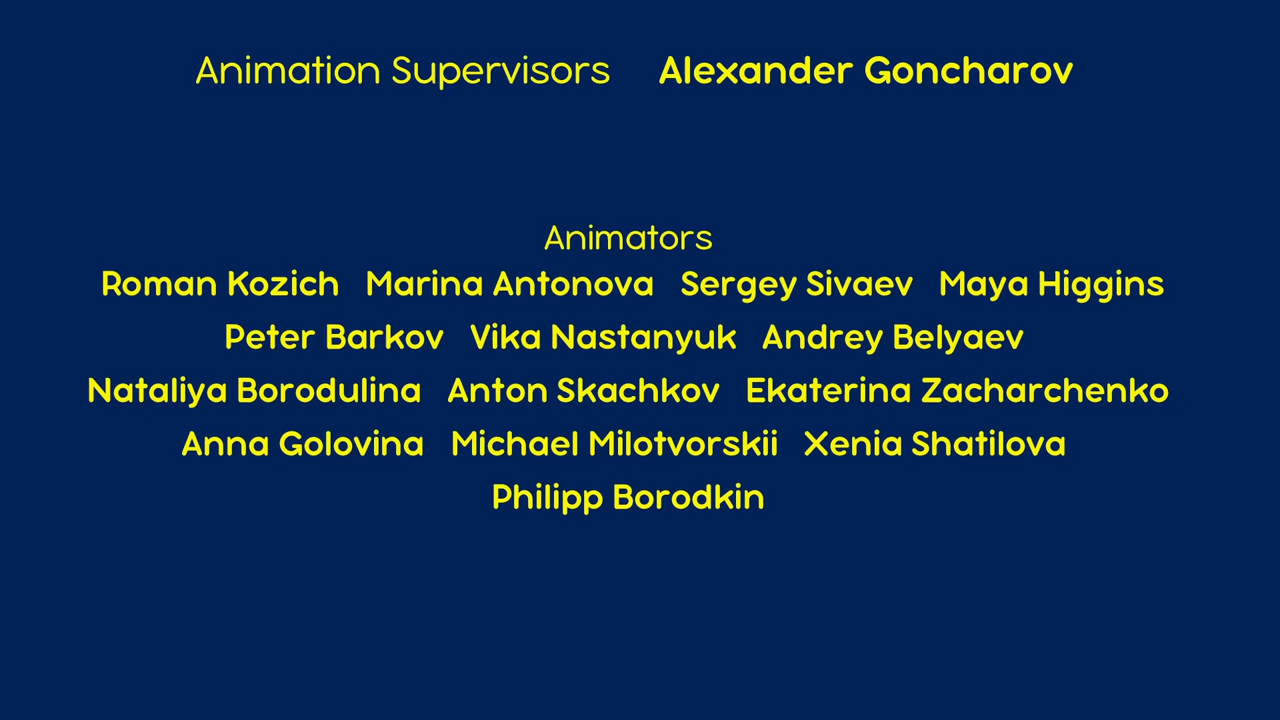 Animation Supervisors Alexander Goncharov
Animators
Roman Kozich Marina Antonova Sergey Sivaev Maya Higgins
Peter Barkov Vika Nastanyuk Andrey Belyaev
Nataliya Borodulina Anton Skachkov Ekaterina Zacharchenko
Anna Golovina Michael Milotvorskii Xenia Shatilova
Philipp Borodkin